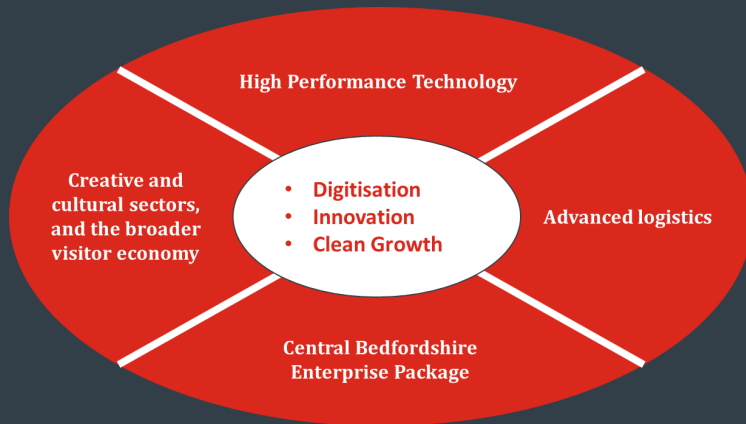 High Performance Technology
Creative and
cultural sectors,
and the broader
visitor economy
• Digitisation
• Innovation
• Clean Growth
Advanced logistics
Central Bedfordshire
Enterprise Package